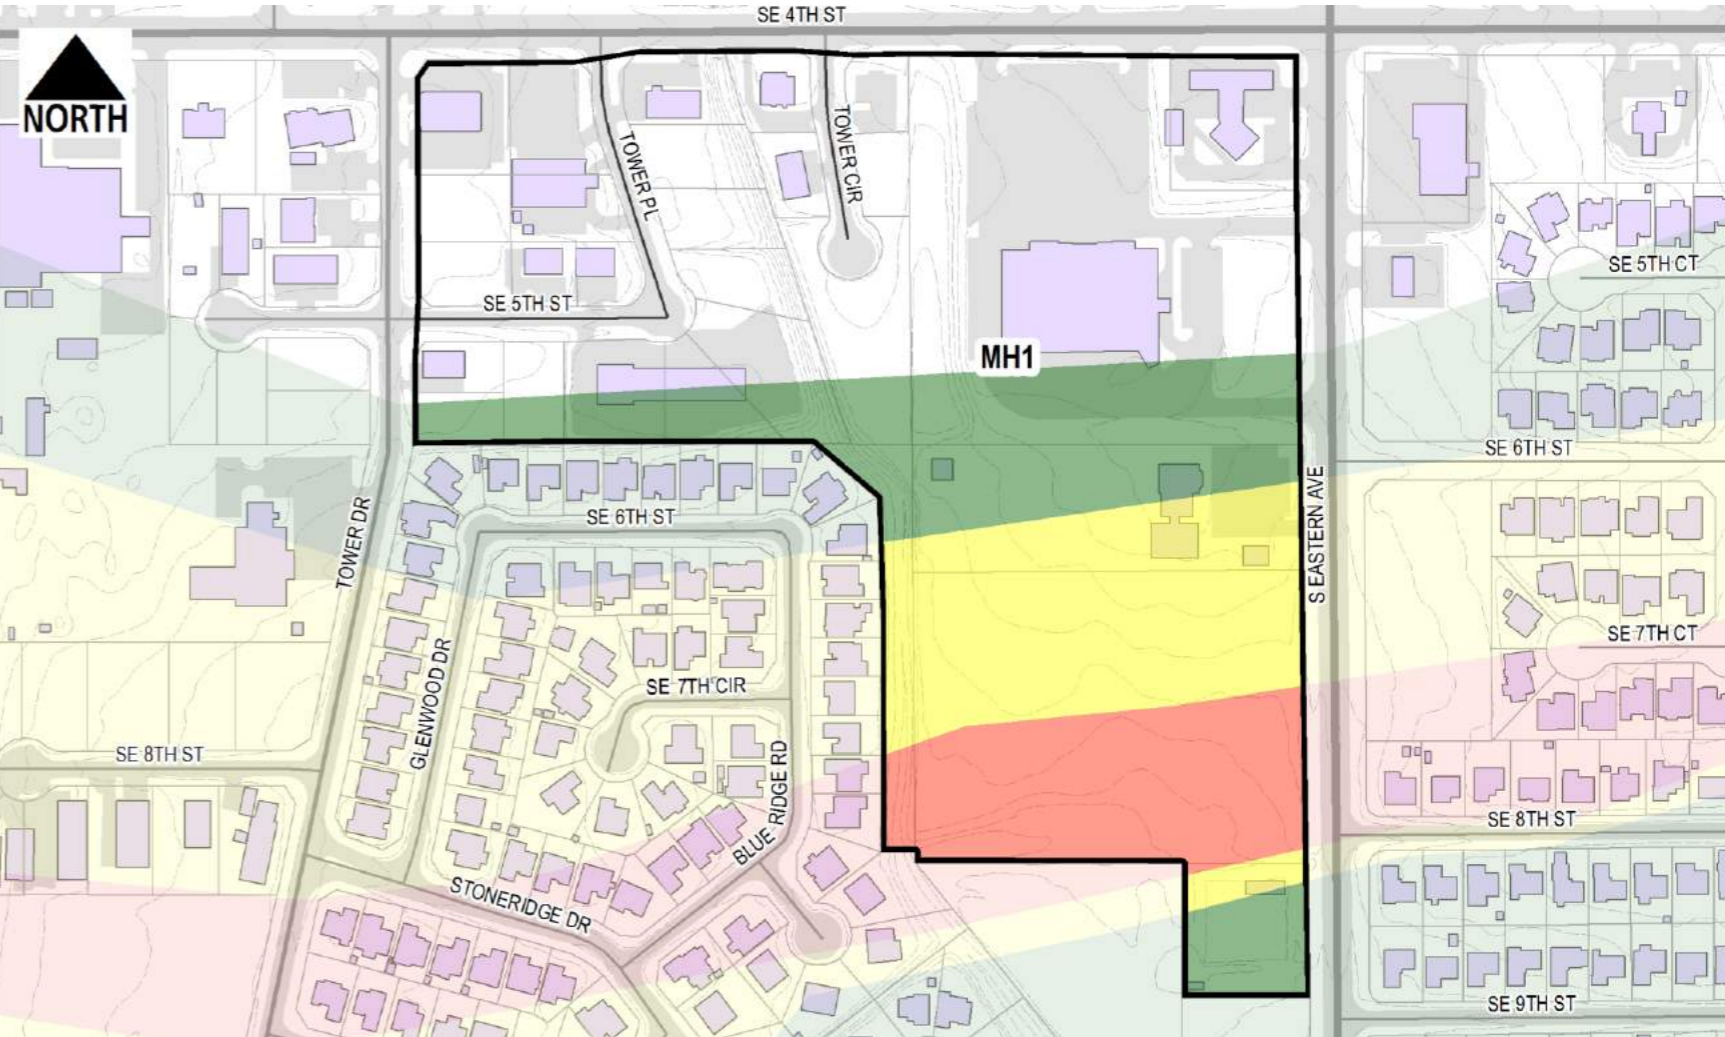 SE 4TH ST
NORTH
TOWER PL
TOWER CIR
SE 5TH CT
SE 5TH ST
MH1
SE 6TH ST
TOWER DR
SE 6TH ST
S EASTERN AVE
SE 7TH CT
GLENWOOD DR
SE 7TH CIR
SE 8TH ST
BLUE RIDGE RD
SE 8TH ST
STONERIDGE DR
SE 9TH ST